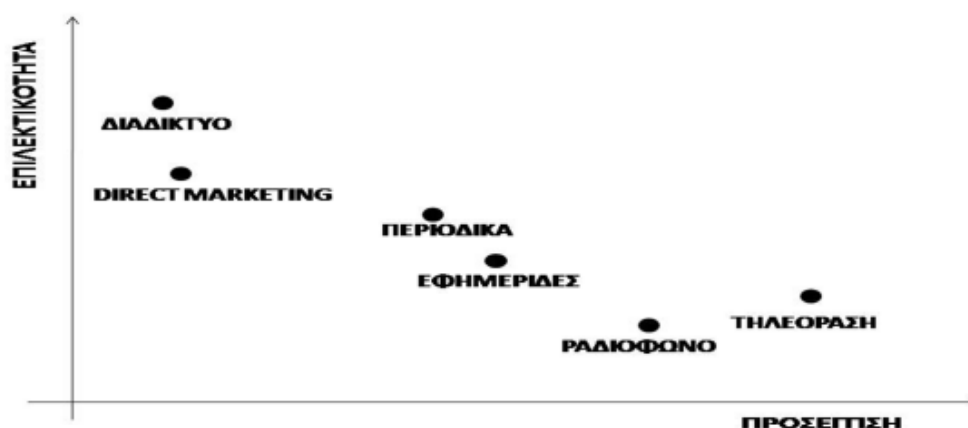 ΕΠΙΛΕΚΤΙΚΟΤΗΤΑ
ΔΙΑΔΙΚΤΥΟ
DIRECT MARKETING
ΠΕΡΙΟΔΙΚΑ
ΕΦΗΜΕΡΙΔΕΣ
ΤΗΛΕΟΡΑΣΗ
ΡΑΔΙΟΦΩΝΟ
ΠΡΟΣΕΓΓΙΣΗ